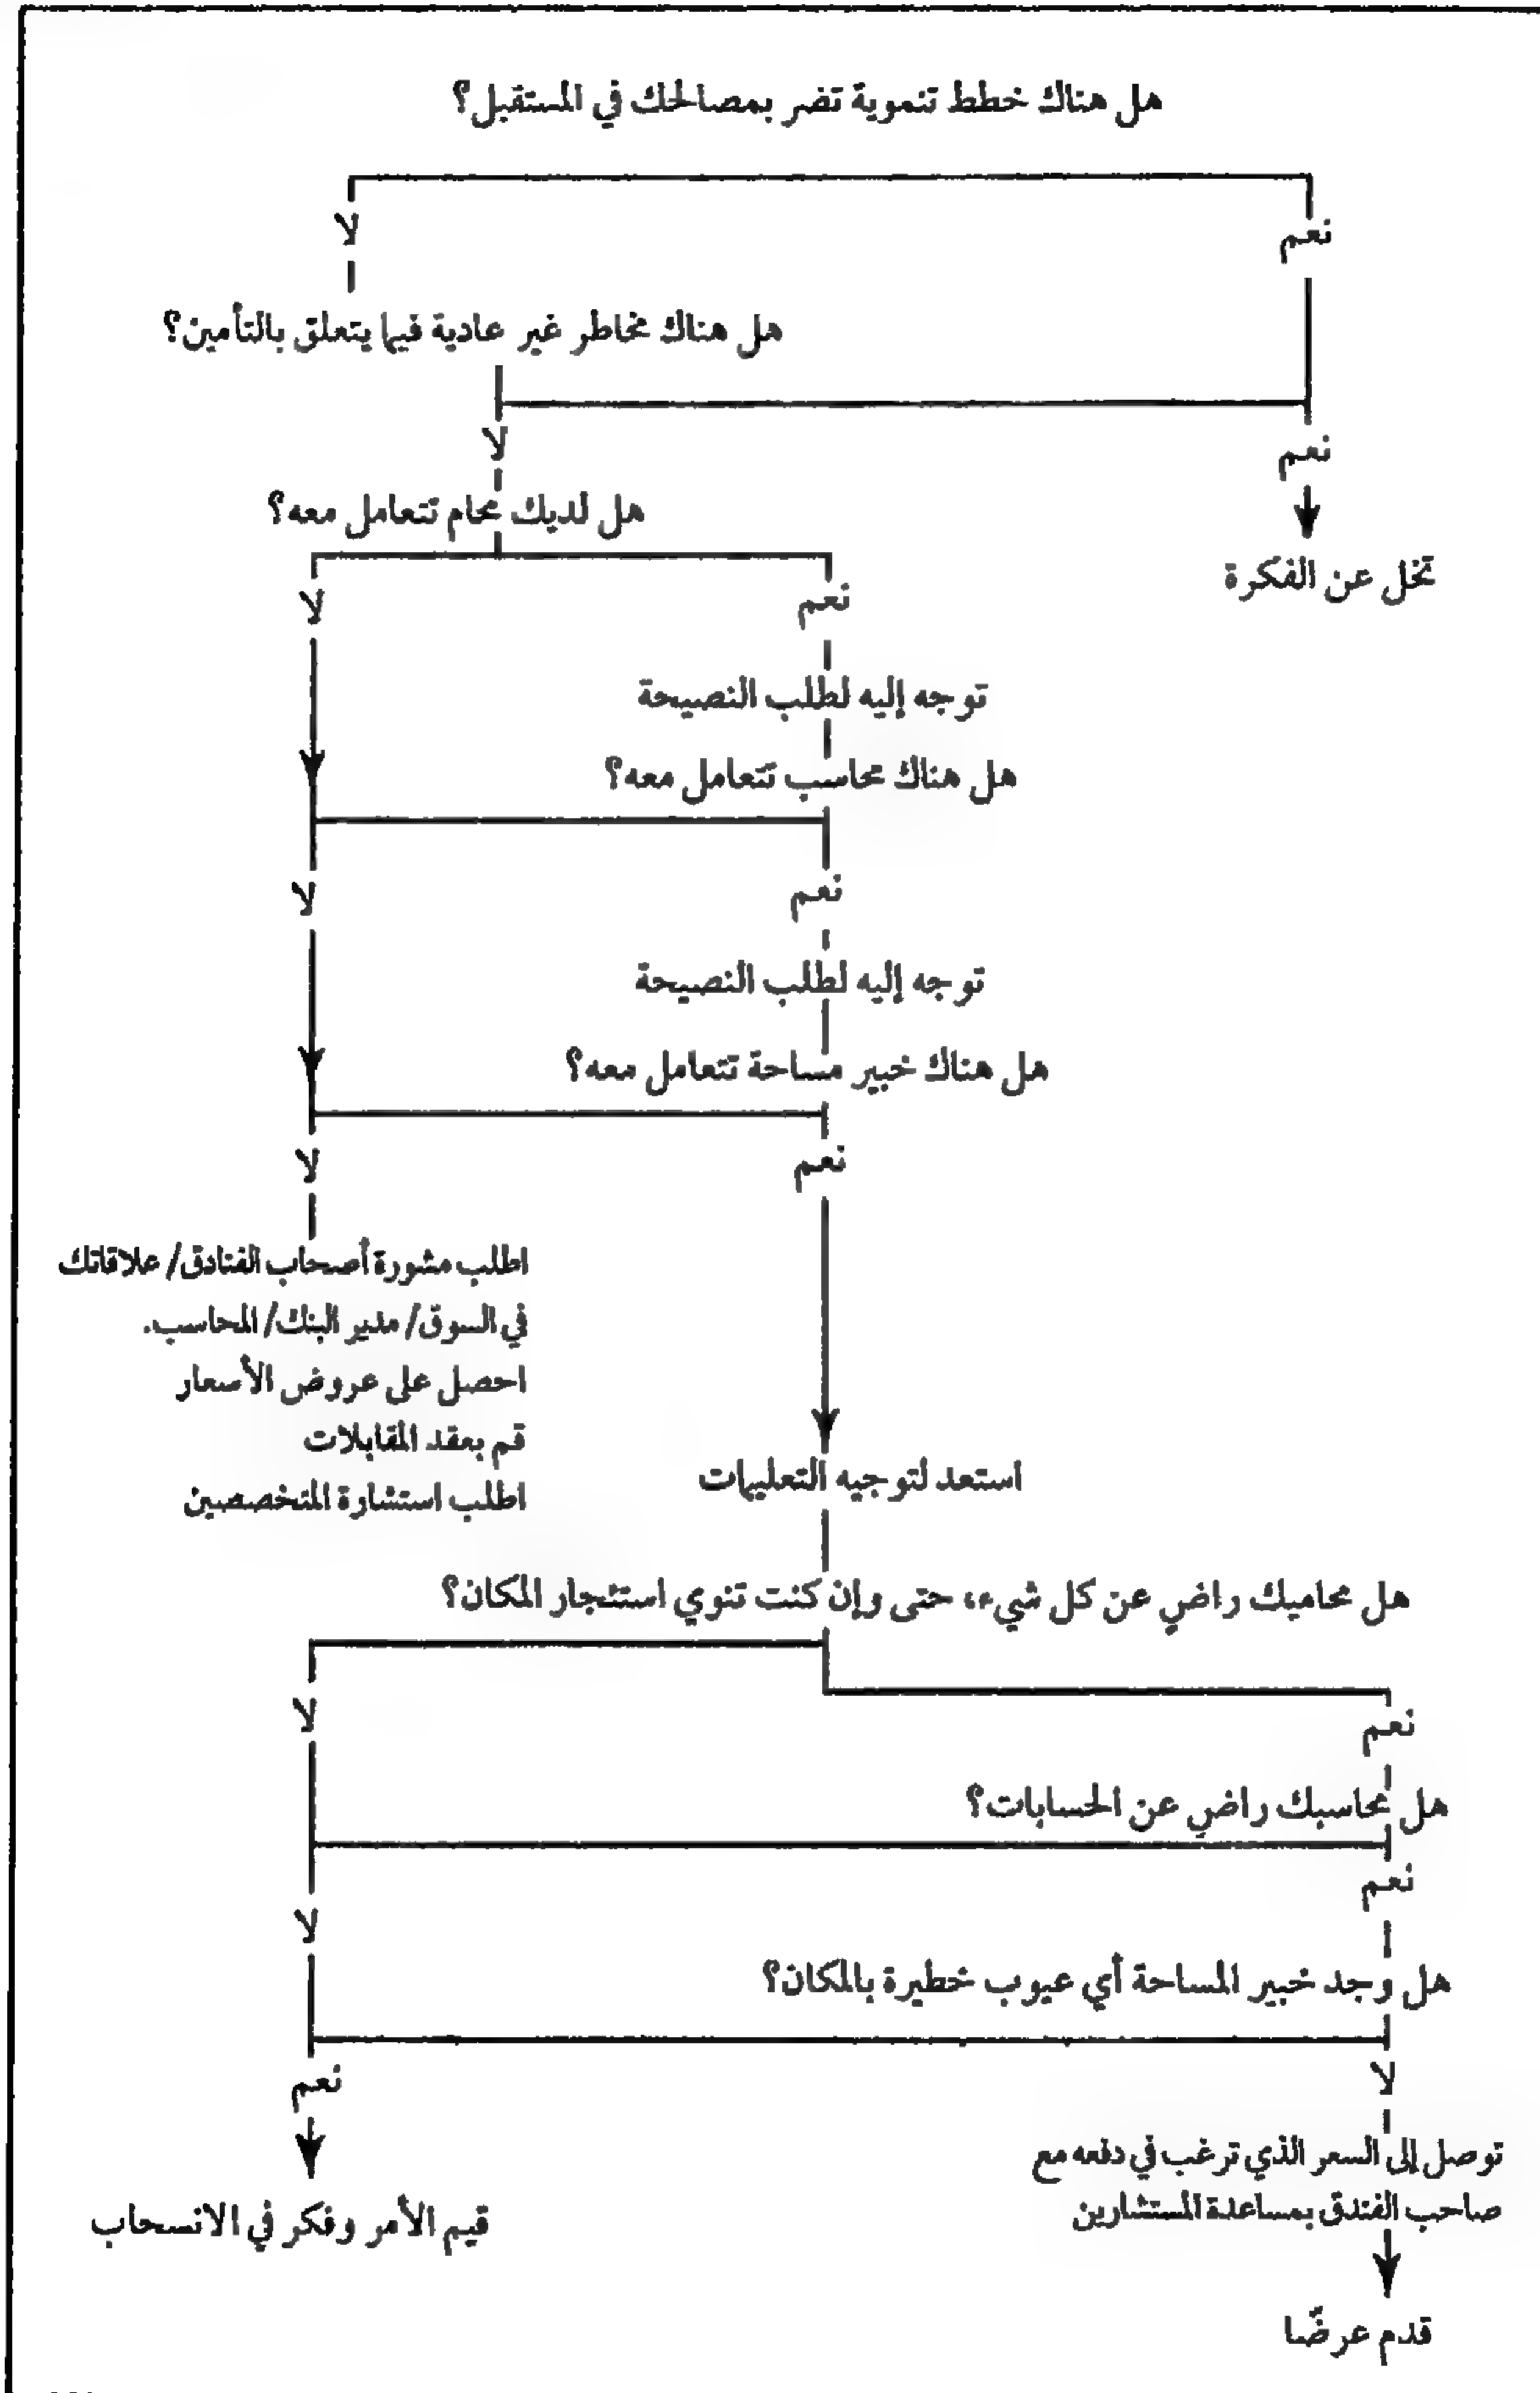 هل هناك خطط تنموية تضر بمصالحك في المستقبل؟
نعم
لا
هل هناك مخاطر غير عادية فيما يتعلق بالتأمين؟
نعم
لا
تخل عن الفكرة
هل لديك محام تتعامل معه؟
نعم
لا
توجه إليه لطلب النصيحة
هل هناك محاسب تتعامل معه؟
نعم
لا
توجه إليه لطلب النصيحة
هل هناك خبير مساحة تتعامل معه؟
نعم
لا
اطلب مشورة أصحاب الفنادق/ علاقاتك
في السوق/ مدير البنك/ المحاسب.
احصل على عروض الأسعار
قم بعقد المقابلات
اطلب استشارة المتخصصين
استعد لتوجيه التعليمات
هل محاميك راضٍ عن كل شيء، حتى وإن كنت تنوي استئجار المكان؟
نعم
لا
هل محاسبك راضٍ عن الحسابات؟
نعم
لا
هل وجد خبير المساحة أي عيوب خطيرة بالمكان؟
لا
نعم
توصل إلى السعر الذي ترغب في دفعه مع
صاحب الفندق بمساعدة المستشارين
قيم الأمر وفكر في الانسحاب
قدم عرضًا